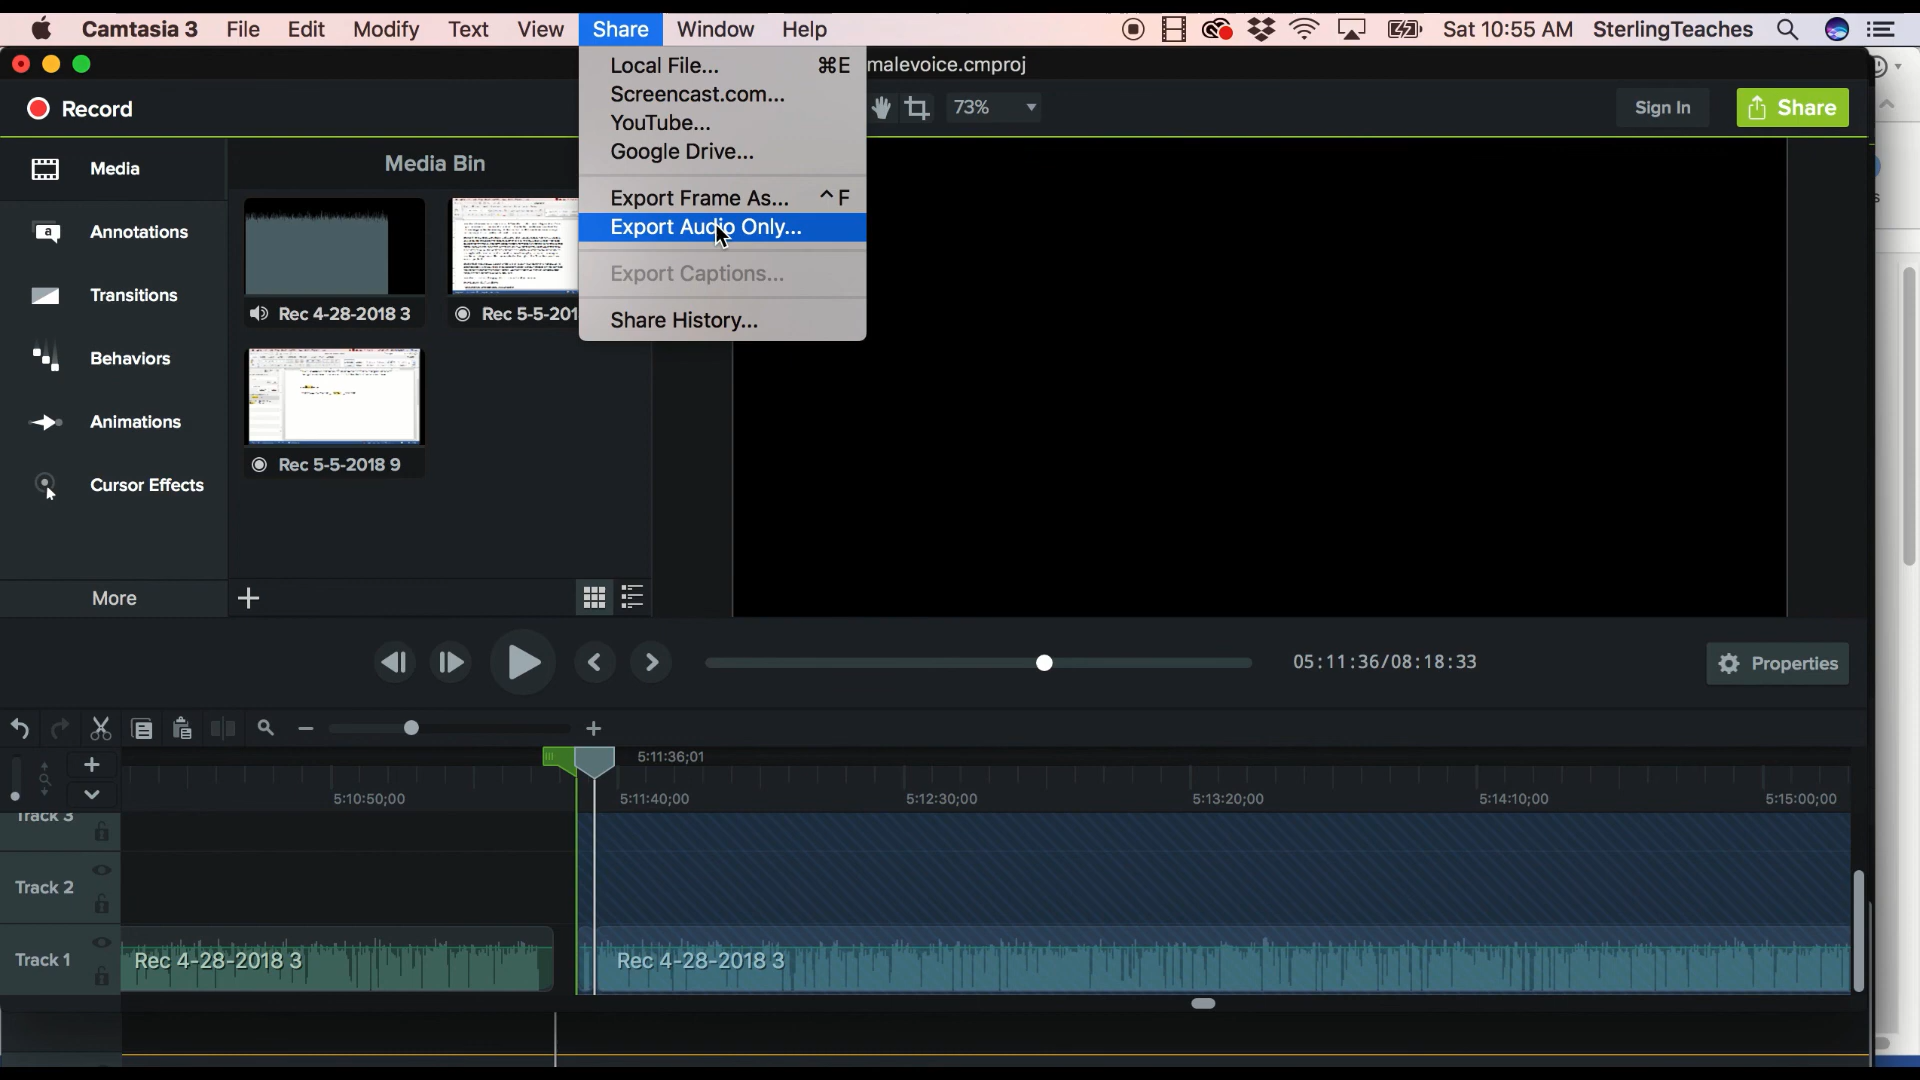 Camtasia 3 File Edit Modify Text View Share Window Help Sat 10:55 AM SterlingTeaches
malevoice.cmproj
Record
73%
Sign In
Share
Local File... ⌘E
Screencast.com...
YouTube...
Google Drive...
Export Frame As... ^ F
Export Audio Only...
Export Captions...
Share History...
Media
Annotations
Transitions
Behaviors
Animations
Cursor Effects
More
Media Bin
Rec 4-28-2018 3
Rec 5-5-201
Rec 5-5-2018 9
05:11:36/08:18:33
Properties
5:11:36;01
5:10:50;00 5:11:40;00 5:12:30;00 5:13:20;00 5:14:10;00 5:15:00;00
Track 3
Track 2
Track 1
Rec 4-28-2018 3
Rec 4-28-2018 3